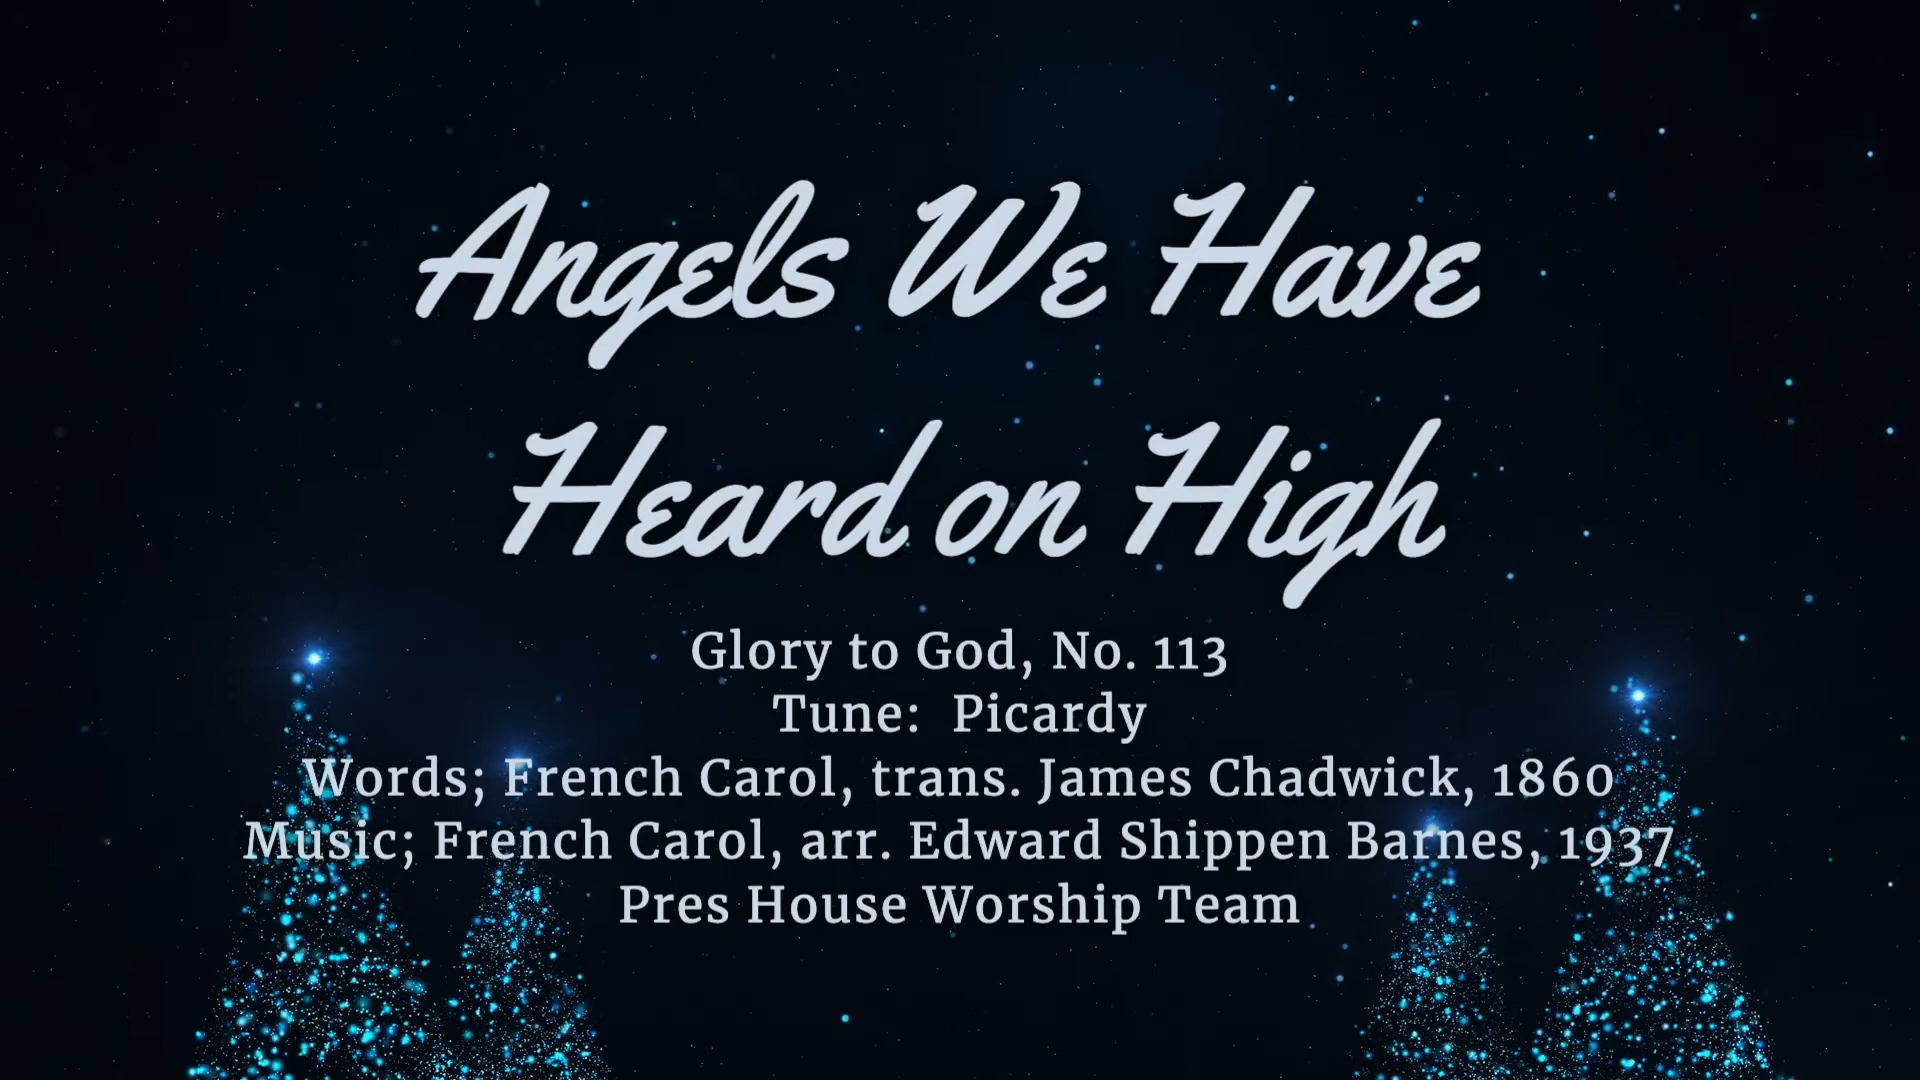 Angels We Have
Heard on High
Glory to God, No. 113
Tune:  Picardy
Words; French Carol, trans. James Chadwick, 1860
Music; French Carol, arr. Edward Shippen Barnes, 1937
Pres House Worship Team